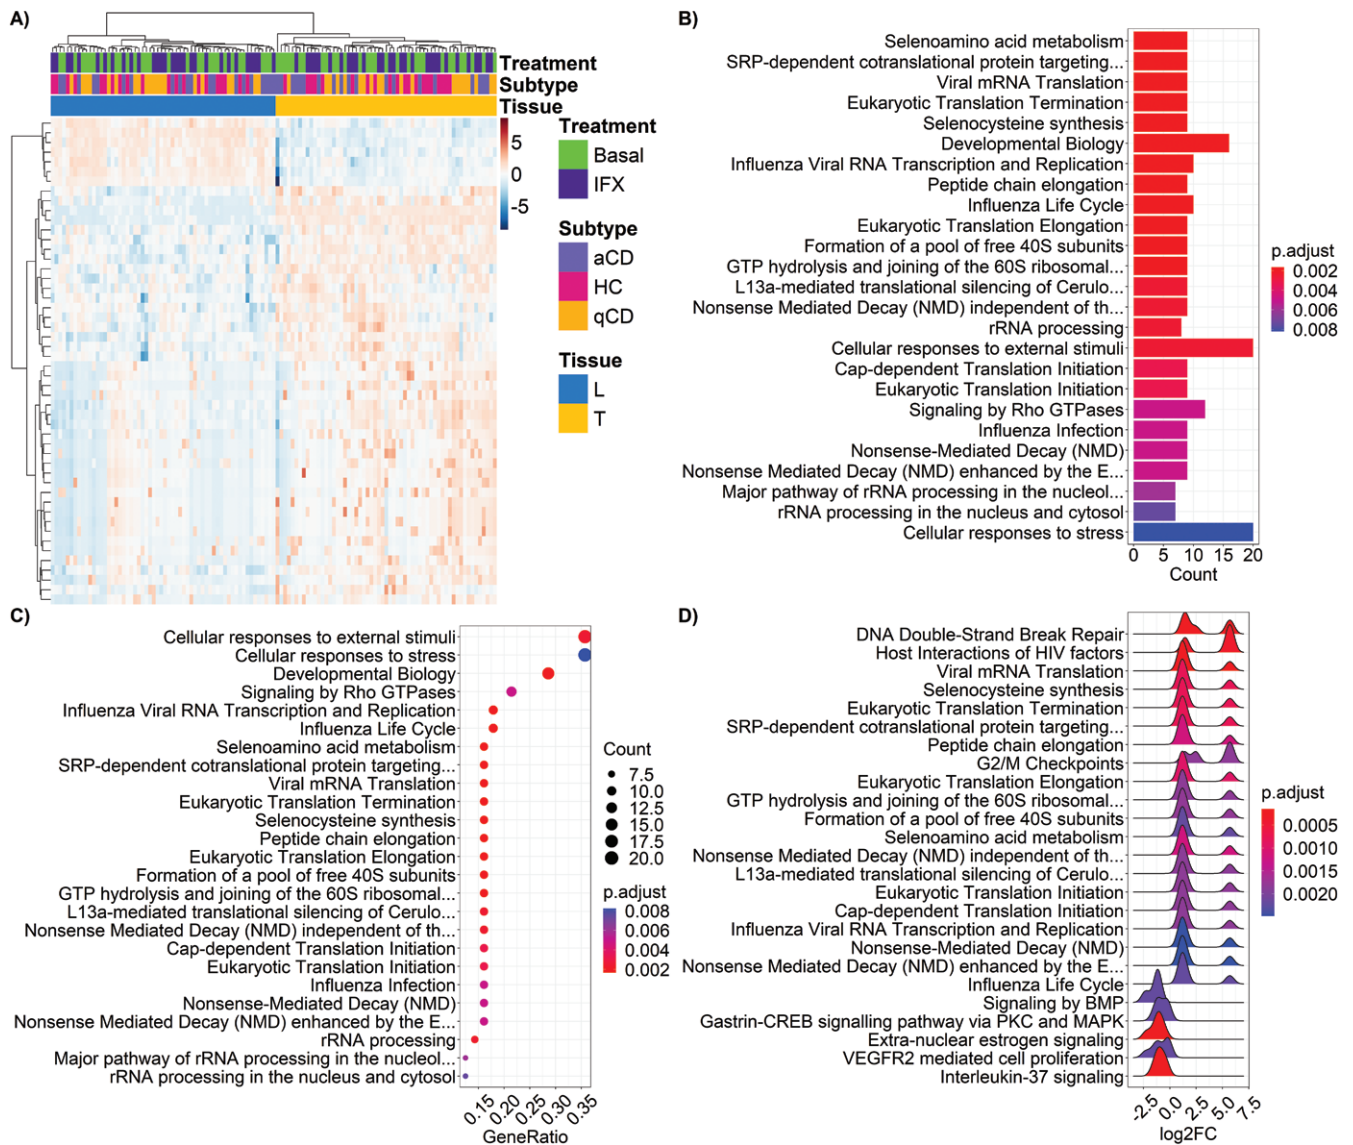 A)
Treatment
Subtype
Tissue
5
0
-5
Treatment
Basal
IFX
Subtype
aCD
HC
qCD
Tissue
L
T
B)
Selenoamino acid metabolism
SRP-dependent cotranslational protein targeting...
Viral mRNA Translation
Eukaryotic Translation Termination
Selenocysteine synthesis
Developmental Biology
Influenza Viral RNA Transcription and Replication
Peptide chain elongation
Influenza Life Cycle
Eukaryotic Translation Elongation
Formation of a pool of free 40S subunits
GTP hydrolysis and joining of the 60S ribosomal...
L13a-mediated translational silencing of Cerulo...
Nonsense Mediated Decay (NMD) independent of th...
rRNA processing
Cellular responses to external stimuli
Cap-dependent Translation Initiation
Eukaryotic Translation Initiation
Signaling by Rho GTPases
Influenza Infection
Nonsense-Mediated Decay (NMD)
Nonsense Mediated Decay (NMD) enhanced by the E...
Major pathway of rRNA processing in the nucleol...
rRNA processing in the nucleus and cytosol
Cellular responses to stress
0 5 10 15 20
Count
p.adjust
0.002
0.004
0.006
0.008
C)
Cellular responses to external stimuli
Cellular responses to stress
Developmental Biology
Signaling by Rho GTPases
Influenza Viral RNA Transcription and Replication
Influenza Life Cycle
Selenoamino acid metabolism
SRP-dependent cotranslational protein targeting...
Viral mRNA Translation
Eukaryotic Translation Termination
Selenocysteine synthesis
Peptide chain elongation
Eukaryotic Translation Elongation
Formation of a pool of free 40S subunits
GTP hydrolysis and joining of the 60S ribosomal...
L13a-mediated translational silencing of Cerulo...
Nonsense Mediated Decay (NMD) independent of th...
Cap-dependent Translation Initiation
Eukaryotic Translation Initiation
Influenza Infection
Nonsense-Mediated Decay (NMD)
Nonsense Mediated Decay (NMD) enhanced by the E...
rRNA processing
Major pathway of rRNA processing in the nucleol...
rRNA processing in the nucleus and cytosol
0.15 0.20 0.25 0.30 0.35
GeneRatio
Count
7.5
10.0
12.5
15.0
17.5
20.0
p.adjust
0.008
0.006
0.004
0.002
D)
DNA Double-Strand Break Repair
Host Interactions of HIV factors
Viral mRNA Translation
Selenocysteine synthesis
Eukaryotic Translation Termination
SRP-dependent cotranslational protein targeting...
Peptide chain elongation
G2/M Checkpoints
Eukaryotic Translation Elongation
GTP hydrolysis and joining of the 60S ribosomal...
Formation of a pool of free 40S subunits
Selenoamino acid metabolism
Nonsense Mediated Decay (NMD) independent of th...
L13a-mediated translational silencing of Cerulo...
Eukaryotic Translation Initiation
Cap-dependent Translation Initiation
Influenza Viral RNA Transcription and Replication
Nonsense-Mediated Decay (NMD)
Nonsense Mediated Decay (NMD) enhanced by the E...
Influenza Life Cycle
Signaling by BMP
Gastrin-CREB signalling pathway via PKC and MAPK
Extra-nuclear estrogen signaling
VEGFR2 mediated cell proliferation
Interleukin-37 signaling
-2.5 0.0 2.5 5.0 7.5
log2FC
p.adjust
0.0005
0.0010
0.0015
0.0020